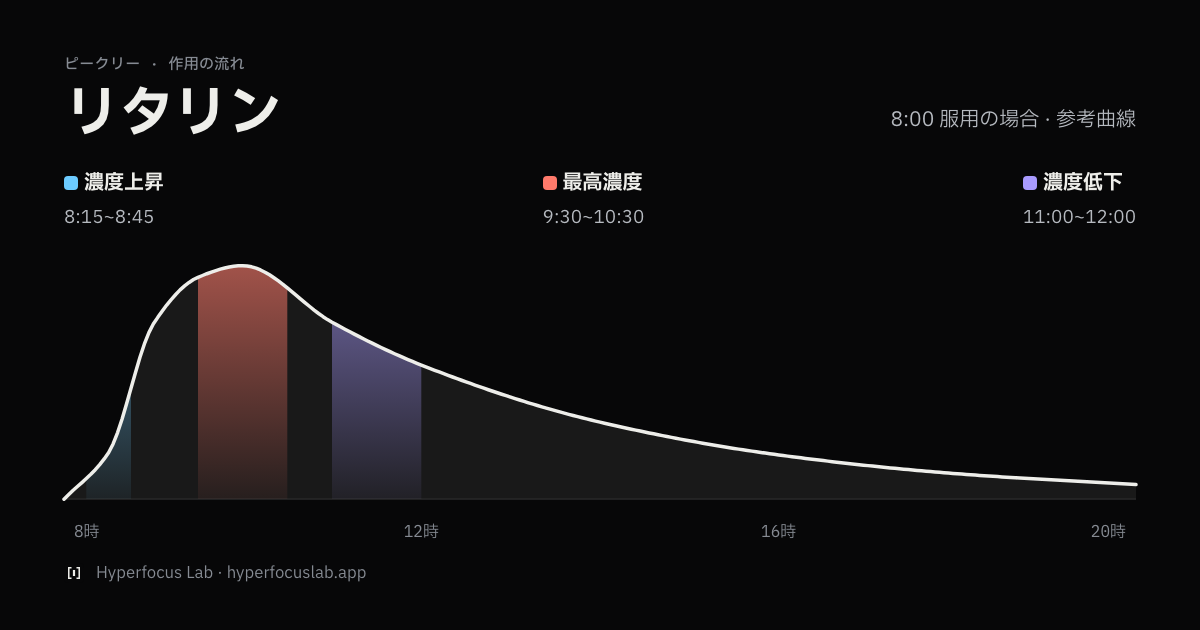 ピークリー · 作用の流れ
リタリン
8:00 服用の場合 · 参考曲線
濃度上昇
8:15~8:45
最高濃度
9:30~10:30
濃度低下
11:00~12:00
8時
12時
16時
20時
Hyperfocus Lab · hyperfocuslab.app